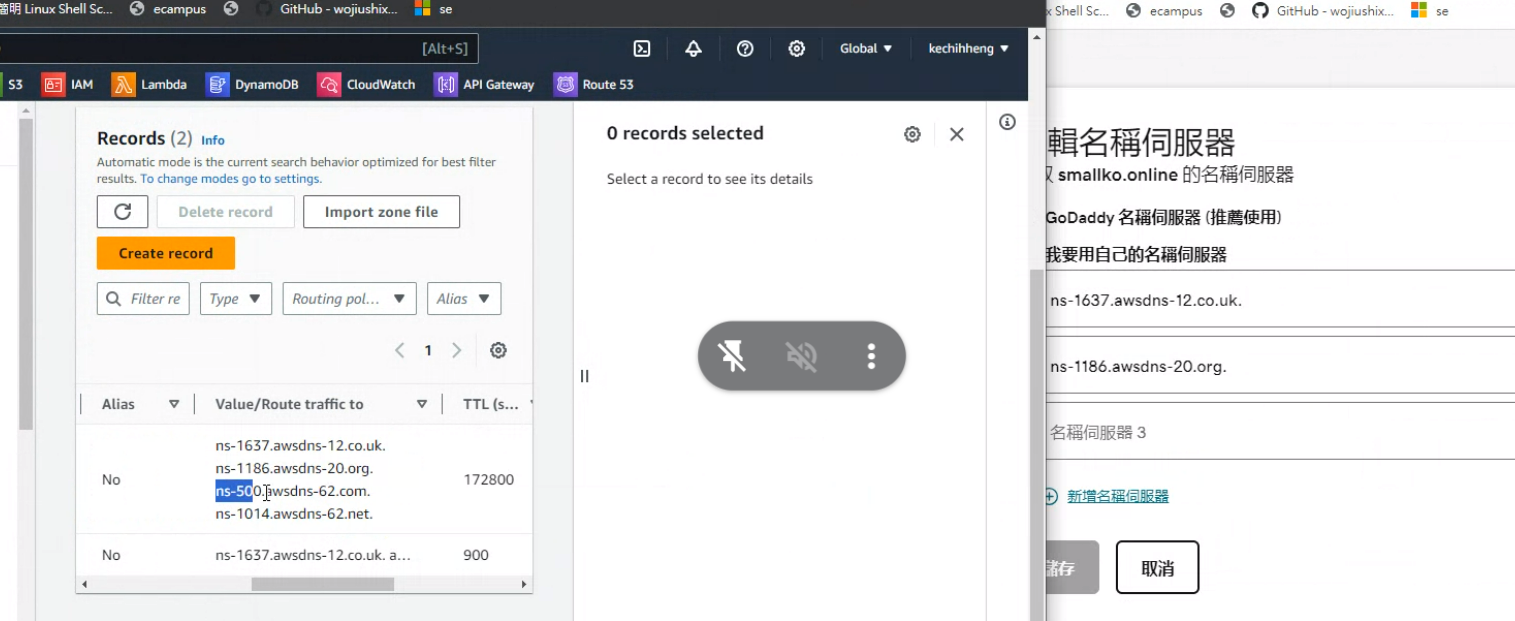 簡明 Linux Shell Sc...
ecampus
GitHub - wojiushix...
se
[Alt+S]
Global
kechihheng
S3
IAM
Lambda
DynamoDB
CloudWatch
API Gateway
Route 53
Records (2) Info
Automatic mode is the current search behavior optimized for best filter
results. To change modes go to settings.
Delete record
Import zone file
Create record
Filter re
Type
Routing pol...
Alias
1
Alias
Value/Route traffic to
TTL (s...
No
ns-1637.awsdns-12.co.uk.
ns-1186.awsdns-20.org.
ns-500.awsdns-62.com.
ns-1014.awsdns-62.net.
172800
No
ns-1637.awsdns-12.co.uk. a...
900
0 records selected
Select a record to see its details
x Shell Sc...
ecampus
GitHub - wojiushix...
se
輯名稱伺服器
smallko.online 的名稱伺服器
GoDaddy 名稱伺服器 (推薦使用)
我要用自己的名稱伺服器
ns-1637.awsdns-12.co.uk.
ns-1186.awsdns-20.org.
名稱伺服器 3
新增名稱伺服器
儲存
取消